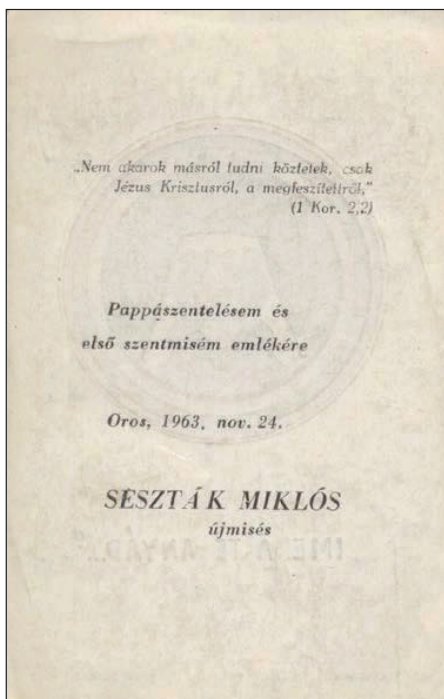 „Nem akarok másról tudni köztetek, csak
Jézus Krisztusról, a megfeszítettről,”
(1 Kor. 2,2)
Pappászentelésem és
első szentmisém emlékére
Oros, 1963, nov. 24.
SESZTÁK MIKLÓS
újmisés
ANYÁD..."